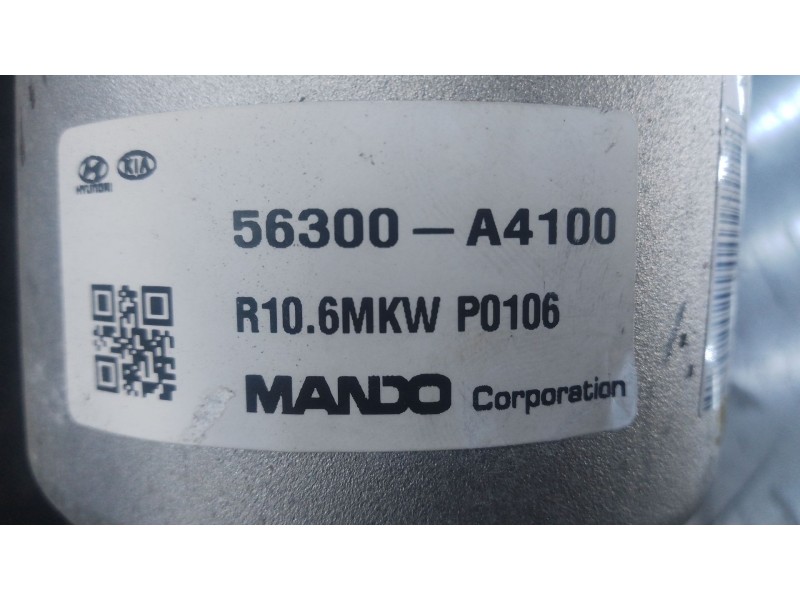 HYUNDAI KIA
56300-A4100
R10.6MKW P0106
MANDO Corporation